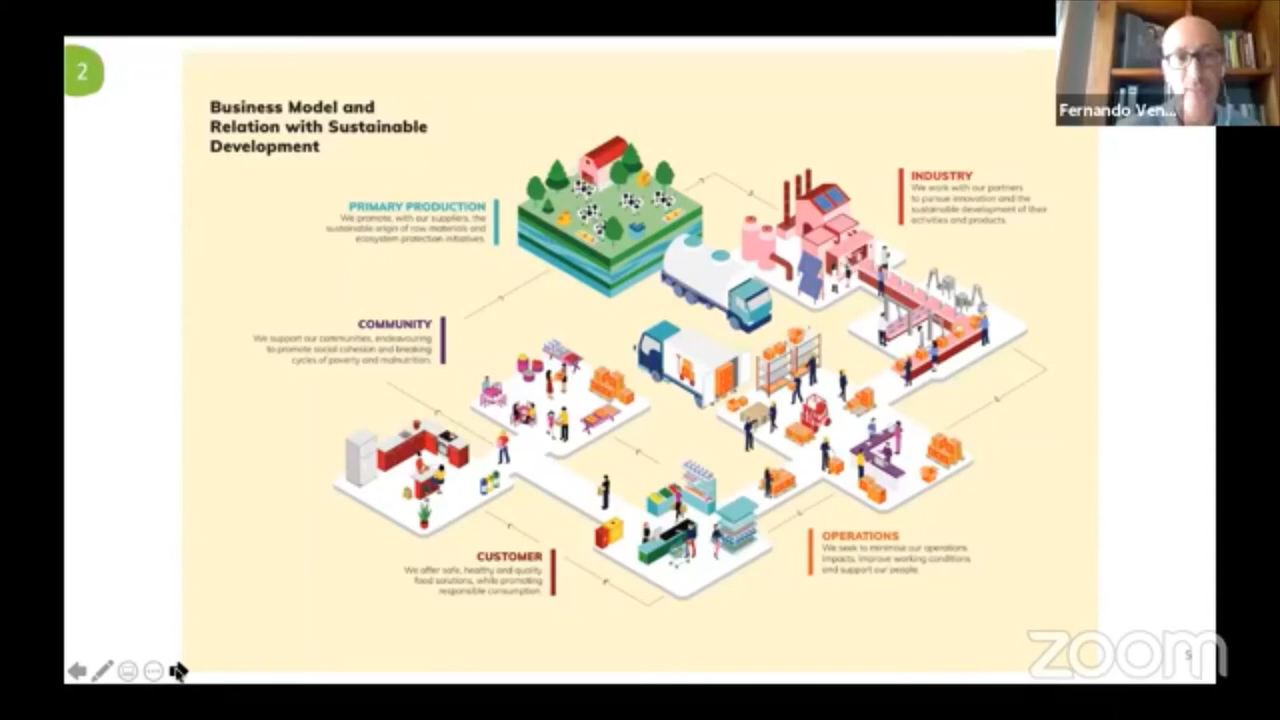 2
Business Model and
Relation with Sustainable
Development
PRIMARY PRODUCTION
We promote, with our suppliers, the
sustainable origin of raw materials and
ecosystem protection initiatives.
INDUSTRY
We work with our partners
to pursue innovation and the
sustainable development of their
activities and products.
COMMUNITY
We support our communities, endeavouring
to promote social cohesion and breaking
cycles of poverty and malnutrition.
CUSTOMER
We offer safe, healthy and quality
food solutions, while promoting
responsible consumption.
OPERATIONS
We seek to minimise our operations
impacts, improve working conditions
and support our people.
Fernando Ven...
zoom
5